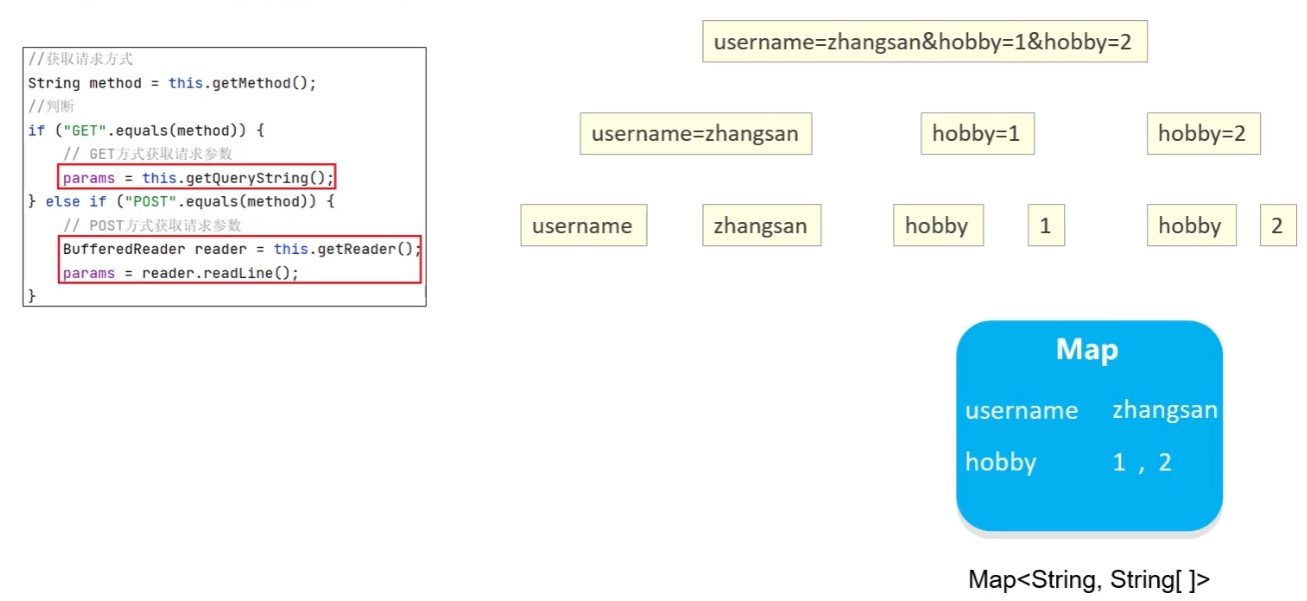 //获取请求方式
String method = this.getMethod();
//判断
if ("GET".equals(method)) {
// GET方式获取请求参数
params = this.getQueryString();
} else if ("POST".equals(method)) {
// POST方式获取请求参数
BufferedReader reader = this.getReader();
params = reader.readLine();
}
username=zhangsan&hobby=1&hobby=2
username=zhangsan hobby=1 hobby=2
username zhangsan hobby 1 hobby 2
Map
username zhangsan
hobby 1 , 2
Map<String, String[ ]>